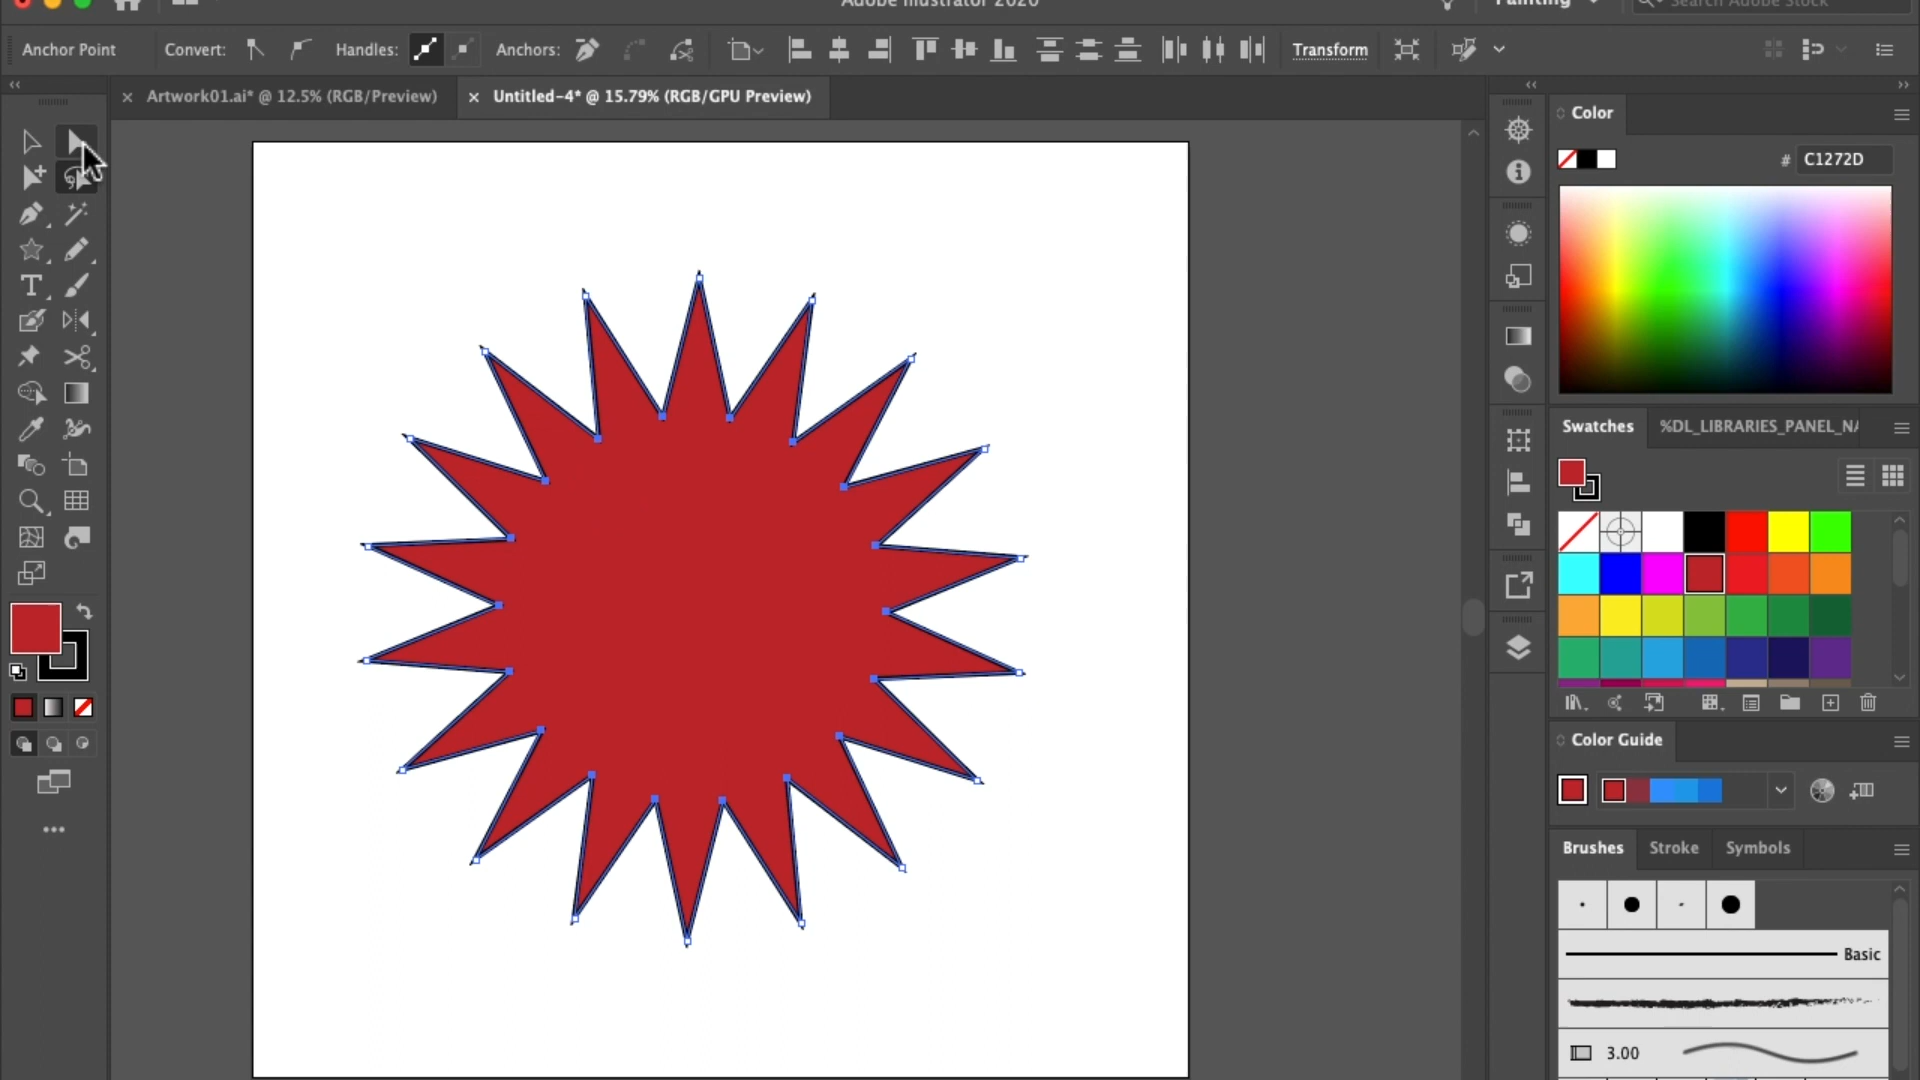 Adobe Illustrator 2020
Painting
Search Adobe Stock
Anchor Point
Convert:
Handles:
Anchors:
Transform
Artwork01.ai* @ 12.5% (RGB/Preview)
Untitled-4* @ 15.79% (RGB/GPU Preview)
Color
# C1272D
Swatches
%DL_LIBRARIES_PANEL_NA
Color Guide
Brushes
Stroke
Symbols
Basic
3.00